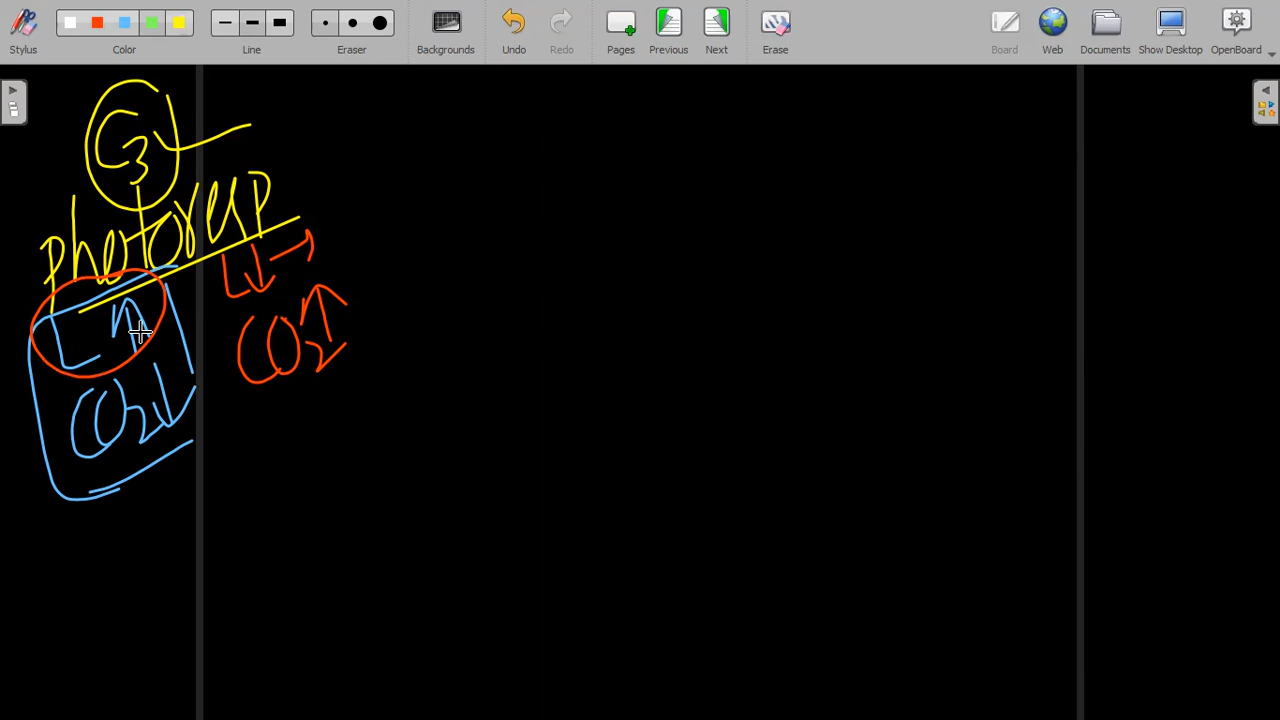 Stylus Color Line Eraser Backgrounds Undo Redo Pages Previous Next Erase Board Web Documents Show Desktop OpenBoard
C3
photoresp
L↓
CO2↑
L↑
CO2↓